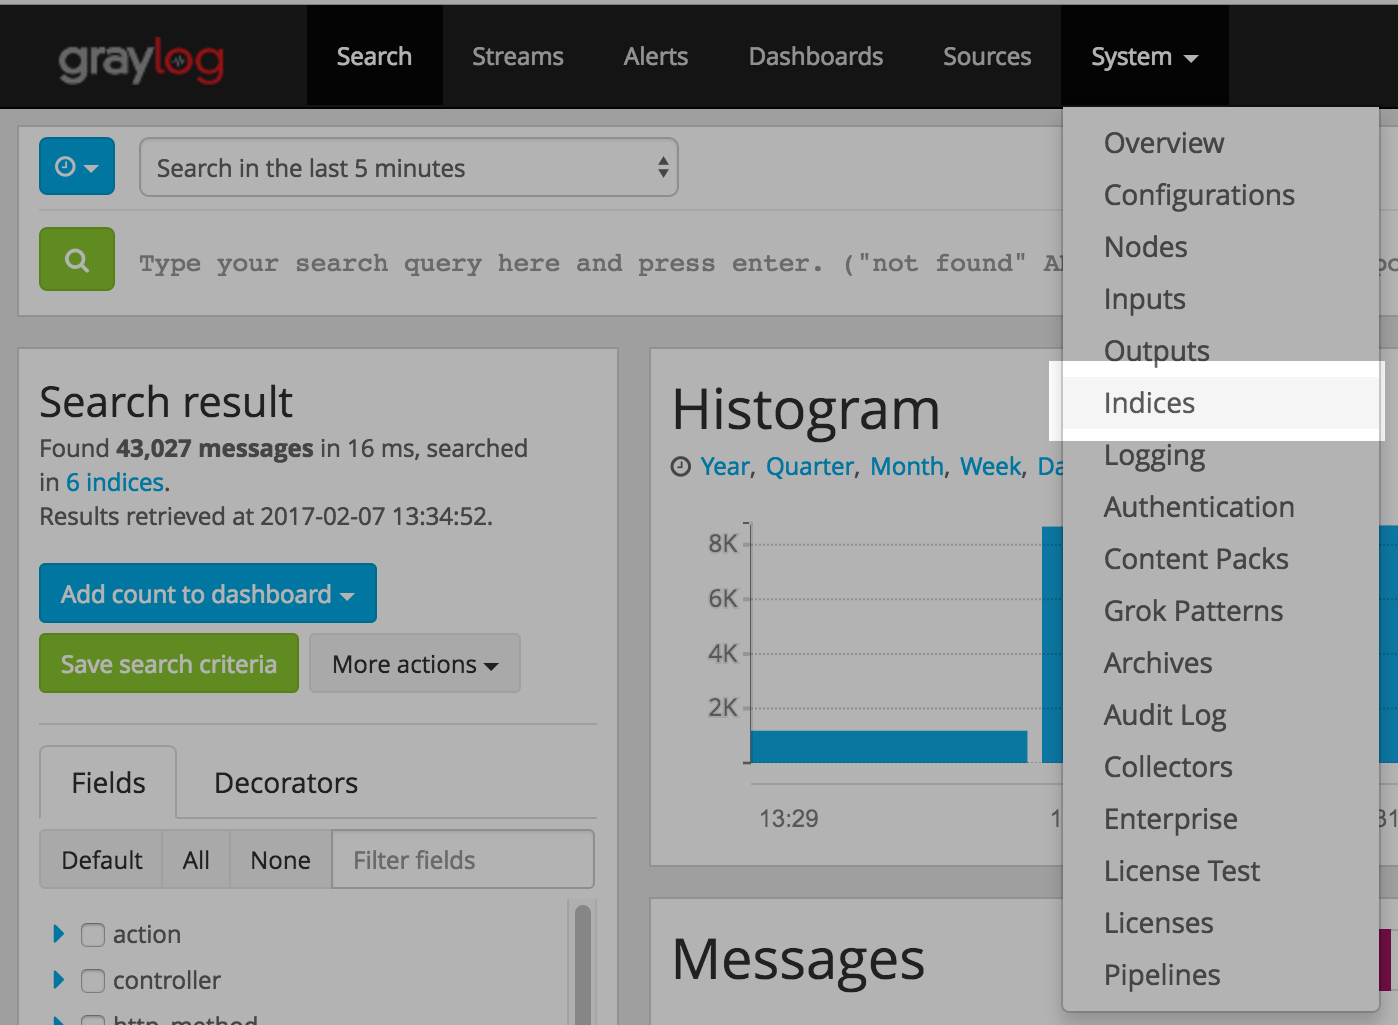 graylog
Search
Streams
Alerts
Dashboards
Sources
System
Search in the last 5 minutes
Type your search query here and press enter. ("not found" A
Overview
Configurations
Nodes
Inputs
Outputs
Indices
Logging
Authentication
Content Packs
Grok Patterns
Archives
Audit Log
Collectors
Enterprise
License Test
Licenses
Pipelines
Search result
Found 43,027 messages in 16 ms, searched
in 6 indices.
Results retrieved at 2017-02-07 13:34:52.
Add count to dashboard
Save search criteria
More actions
Fields
Decorators
Default
All
None
Filter fields
action
controller
http_method
Histogram
Year, Quarter, Month, Week, Da
8K
6K
4K
2K
13:29
Messages